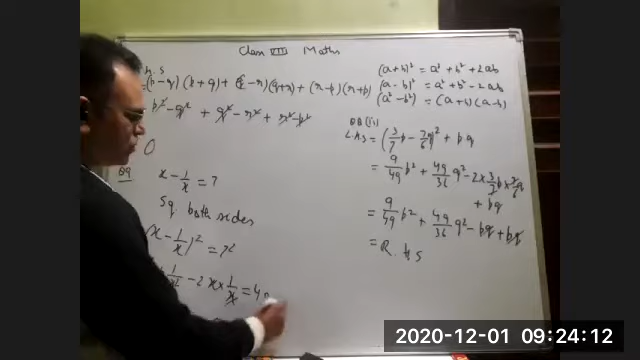 Class VIII Maths
H.S
=(p-q)(p+q)+(q-r)(q+r)+(r-p)(r+p)
p²-q² + q²-r²+r²-p²
0
Q9
x - 1/x = 7
Sq. both sides
(x - 1/x)² = 7²
1/x² - 2x × 1/x = 49
(a+b)² = a²+b²+2ab
(a-b)² = a²+b²-2ab
(a²-b²) = (a+b)(a-b)
L.H.S = (3/7 p - 7/6 q)² + pq
= 9/49 p² + 49/36 q² - 2×3/7 p×7/6 q
+ pq
= 9/49 p² + 49/36 q² - pq + pq
= R.H.S
2020-12-01 09:24:12